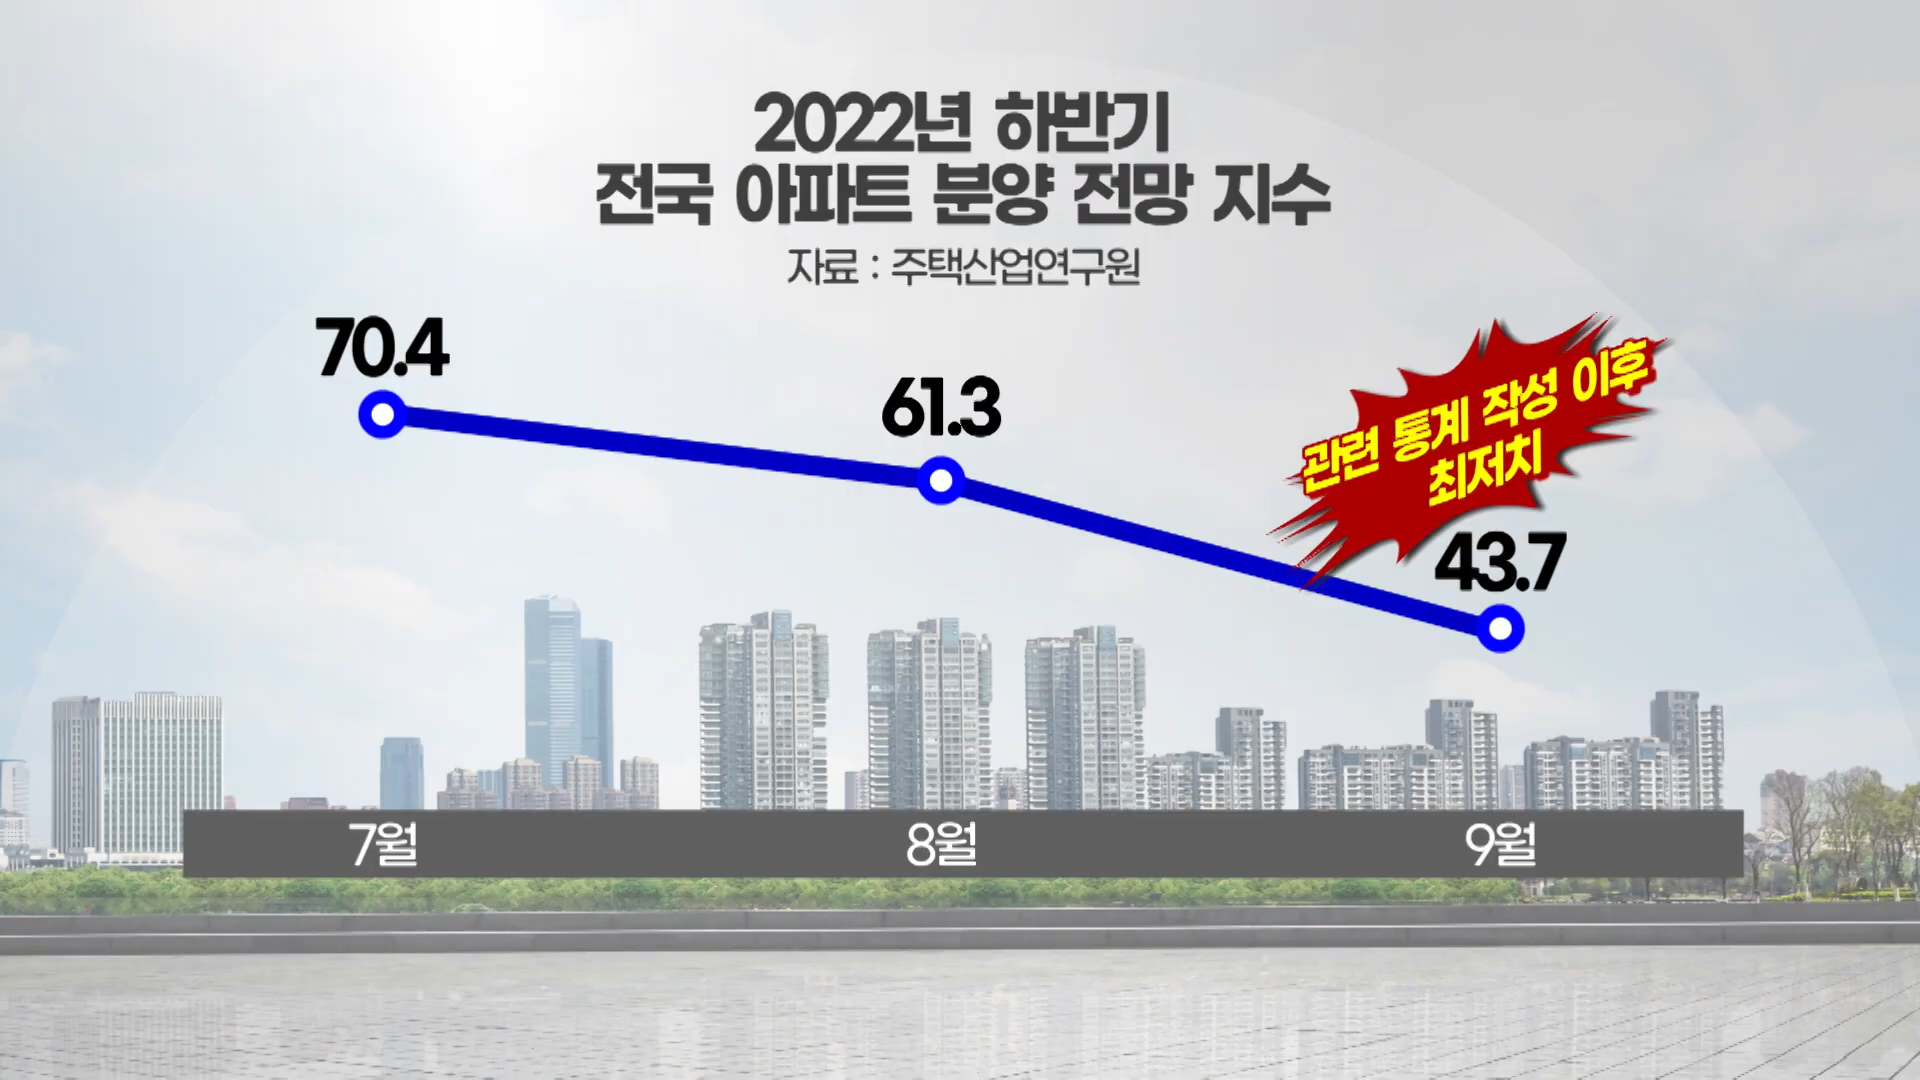 2022년 하반기
전국 아파트 분양 전망 지수
자료 : 주택산업연구원
70.4
61.3
관련 통계 작성 이후
최저치
43.7
7월
8월
9월